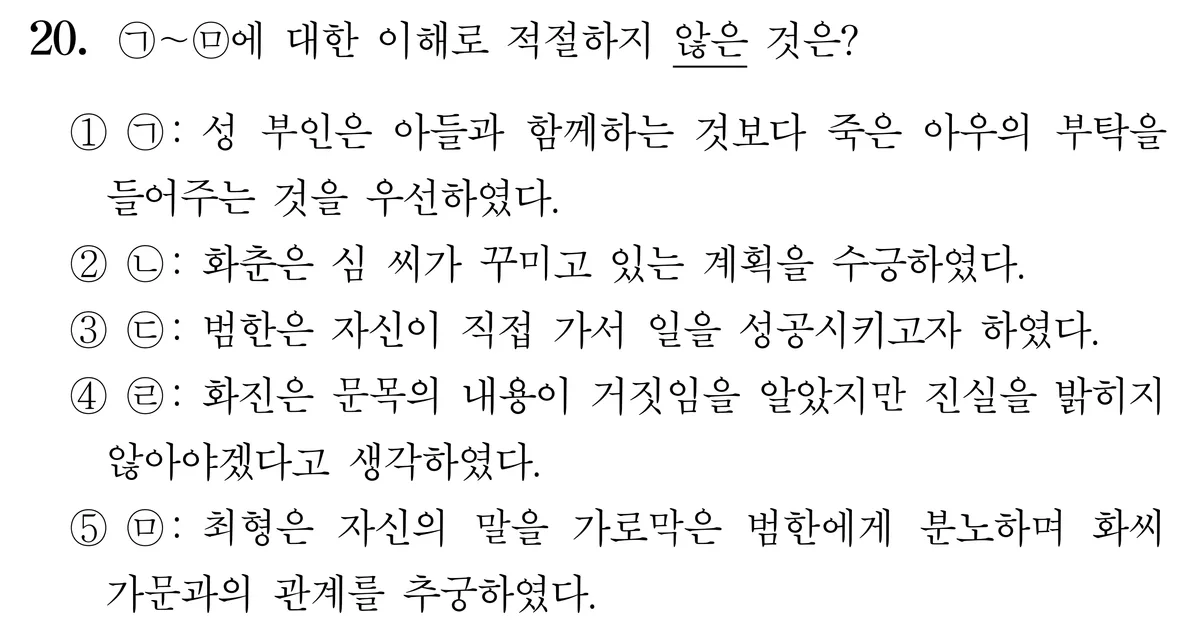 20. ㉠~㉤에 대한 이해로 적절하지 않은 것은?
① ㉠: 성 부인은 아들과 함께하는 것보다 죽은 아우의 부탁을
들어주는 것을 우선하였다.
② ㉡: 화춘은 심 씨가 꾸미고 있는 계획을 수긍하였다.
③ ㉢: 범한은 자신이 직접 가서 일을 성공시키고자 하였다.
④ ㉣: 화진은 문목의 내용이 거짓임을 알았지만 진실을 밝히지
않아야겠다고 생각하였다.
⑤ ㉤: 최형은 자신의 말을 가로막은 범한에게 분노하며 화씨
가문과의 관계를 추궁하였다.